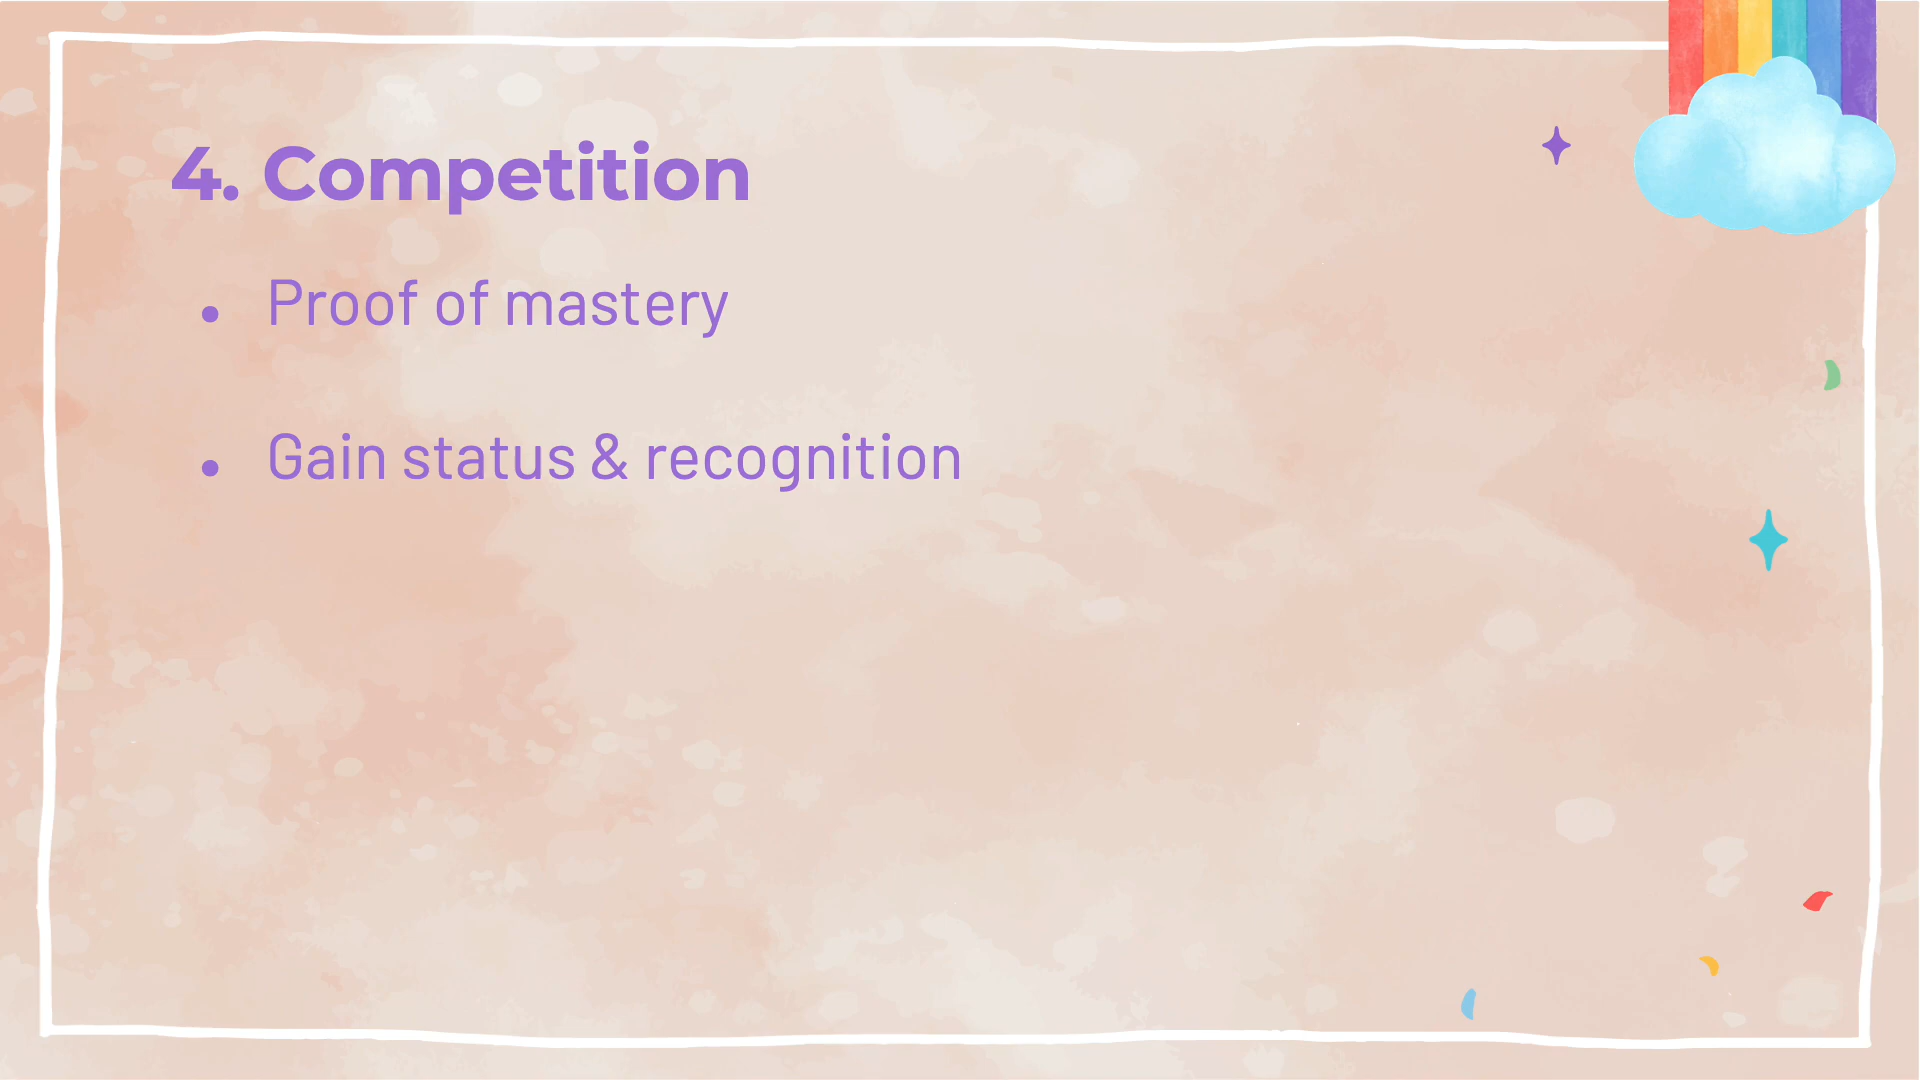 4. Competition
• Proof of mastery
• Gain status & recognition